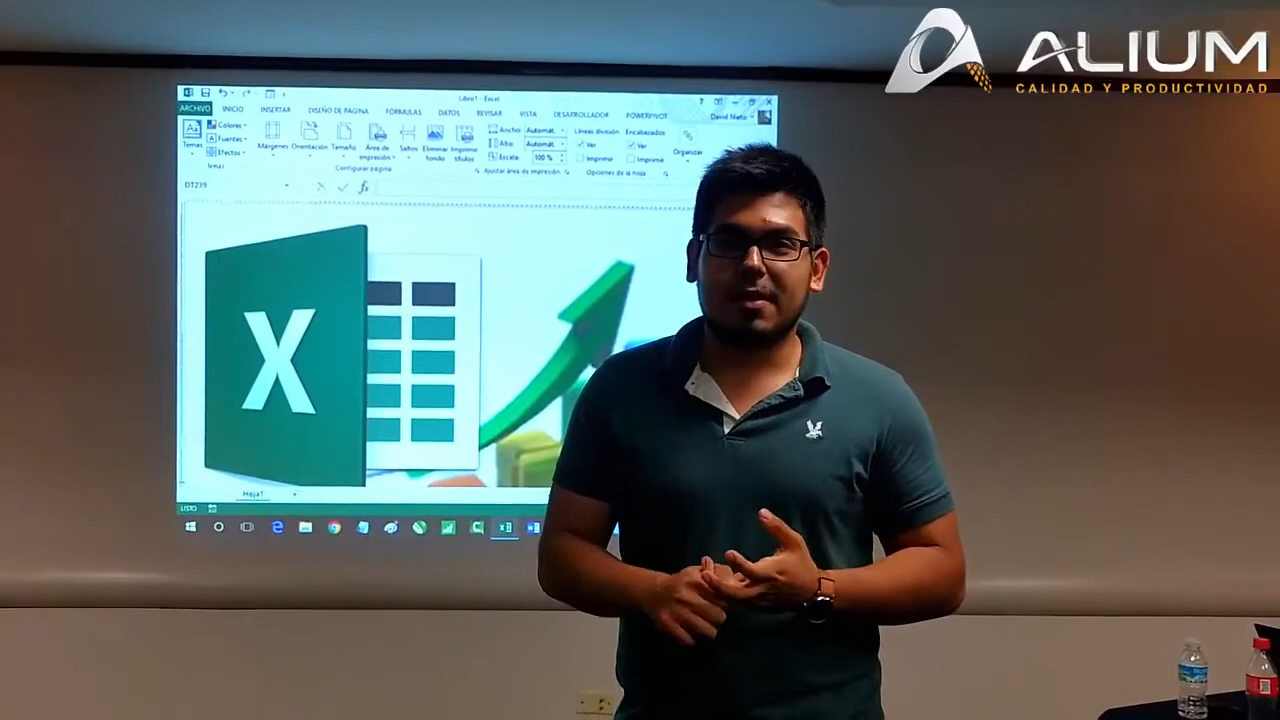 ALIUM
CALIDAD Y PRODUCTIVIDAD
Libro1 - Excel
ARCHIVO INICIO INSERTAR DISEÑO DE PÁGINA FÓRMULAS DATOS REVISAR VISTA DESARROLLADOR POWERPIVOT David Nieto
Colores Ancho: Automát. Líneas división Encabezados
Temas Fuentes Márgenes Orientación Tamaño Área de impresión Saltos Eliminar fondo Imprimir títulos Alto: Automát. Ver Ver Organizar
Efectos Escala: 100 % Imprimir Imprimir
Temas Configurar página Ajustar área de impresión Opciones de la hoja
DT219 fx
X
Hoja1
LISTO